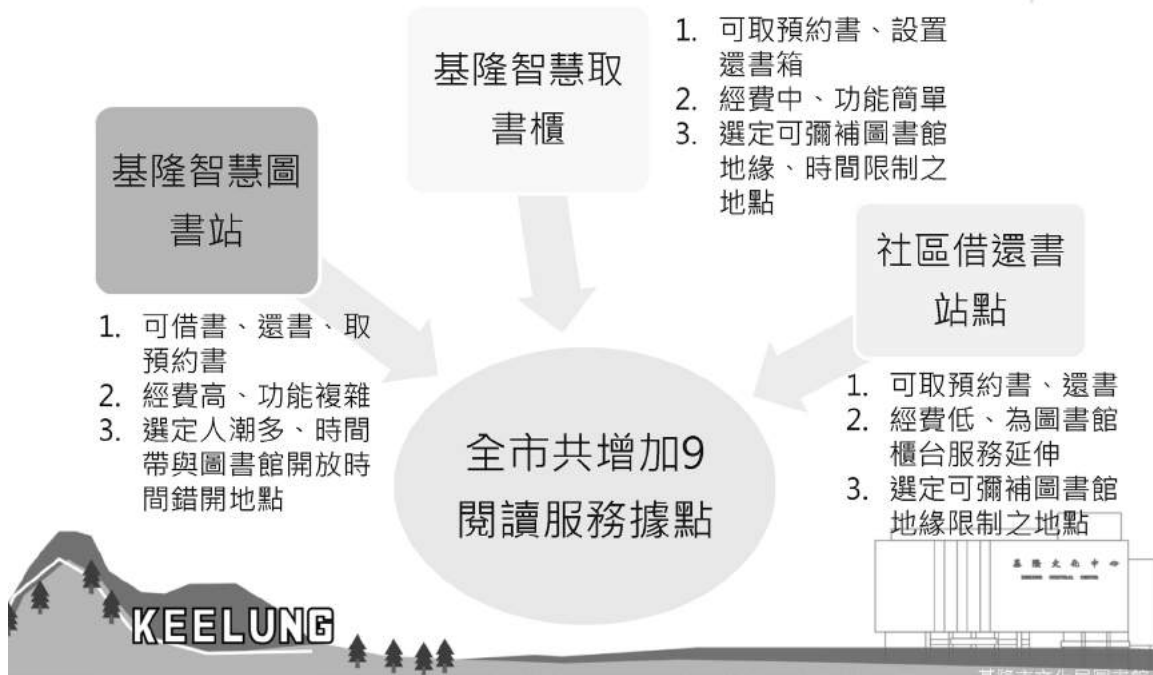 基隆智慧取
書櫃
1. 可取預約書、設置
還書箱
2. 經費中、功能簡單
3. 選定可彌補圖書館
地緣、時間限制之
地點
基隆智慧圖
書站
1. 可借書、還書、取
預約書
2. 經費高、功能複雜
3. 選定人潮多、時間
帶與圖書館開放時
間錯開地點
社區借還書
站點
1. 可取預約書、還書
2. 經費低、為圖書館
櫃台服務延伸
3. 選定可彌補圖書館
地緣限制之地點
全市共增加9
閱讀服務據點
基隆文化中心
KEELUNG